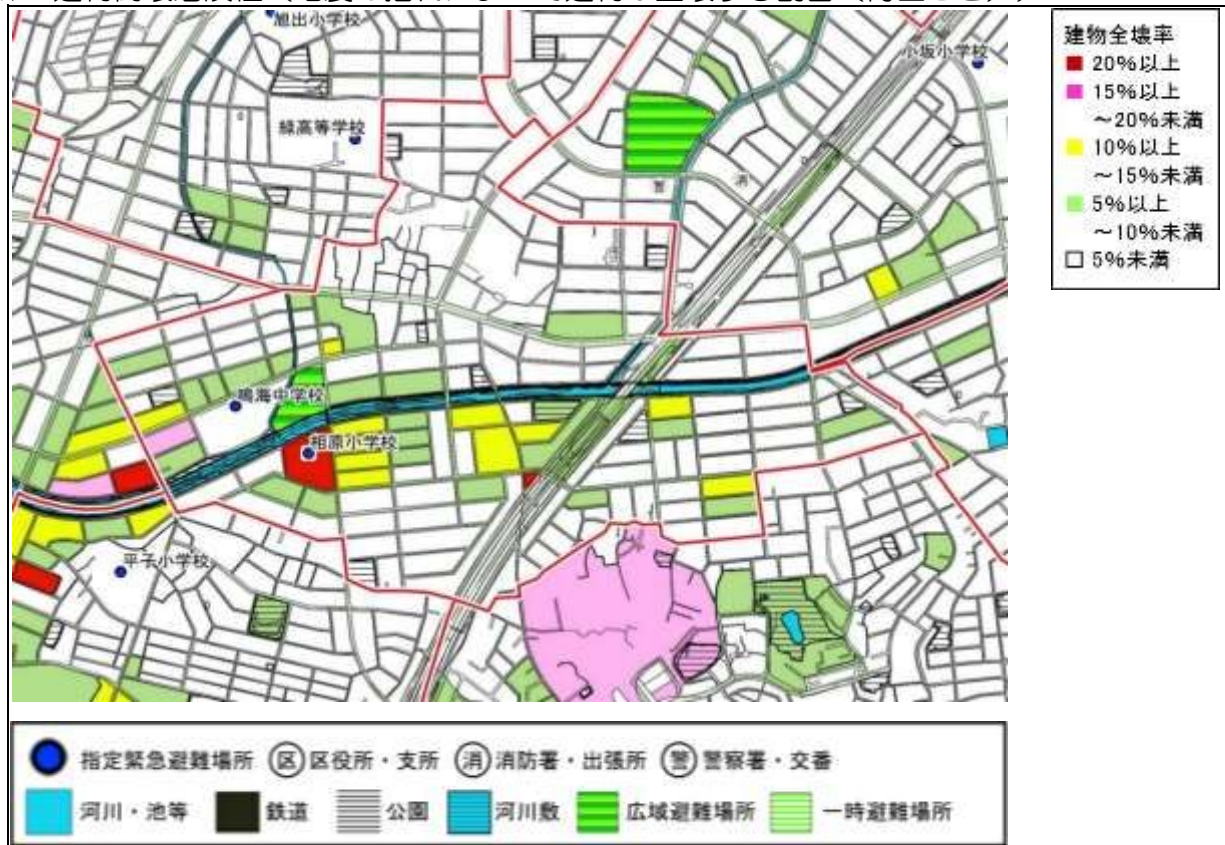 旭出小学校
小坂小学校
緑高等学校
警
消
鳴海中学校
相原小学校
平子小学校
建物全壊率
20%以上
15%以上
～20%未満
10%以上
～15%未満
5%以上
～10%未満
5%未満
指定緊急避難場所 区 区役所・支所 消 消防署・出張所 警 警察署・交番
河川・池等 鉄道 公園 河川敷 広域避難場所 一時避難場所